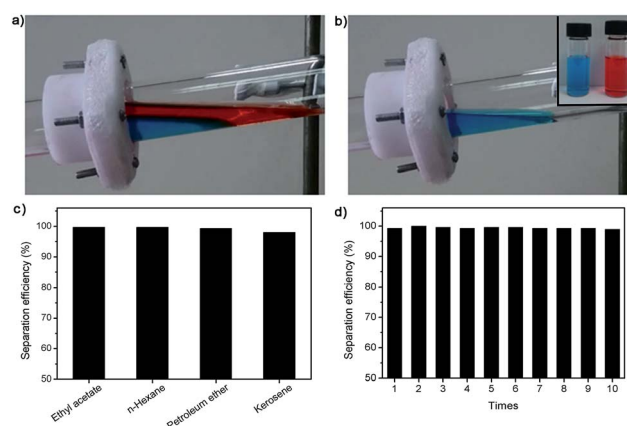 a)
b)
c)
Separation efficiency (%)
100
90
80
70
60
50
Ethyl acetate
n-Hexane
Petroleum ether
Kerosene
d)
Separation efficiency (%)
100
90
80
70
60
50
1 2 3 4 5 6 7 8 9 10
Times